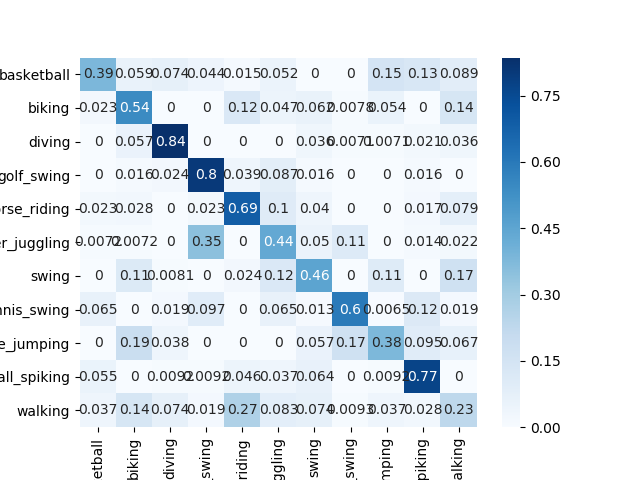 basketball 0.39 0.059 0.074 0.044 0.015 0.052 0 0 0.15 0.13 0.089
biking 0.023 0.54 0 0 0.12 0.047 0.062 0.0078 0.054 0 0.14
diving 0 0.057 0.84 0 0 0 0.036 0.0071 0.0071 0.021 0.036
golf_swing 0 0.016 0.024 0.8 0.039 0.087 0.016 0 0 0.016 0
rse_riding 0.023 0.028 0 0.023 0.69 0.1 0.04 0 0 0.017 0.079
er_juggling 0.0072 0.0072 0 0.35 0 0.44 0.05 0.11 0 0.014 0.022
swing 0 0.11 0.0081 0 0.024 0.12 0.46 0 0.11 0 0.17
nnis_swing 0.065 0 0.019 0.097 0 0.065 0.013 0.6 0.0065 0.12 0.019
e_jumping 0 0.19 0.038 0 0 0 0.057 0.17 0.38 0.095 0.067
all_spiking 0.055 0 0.0092 0.0092 0.046 0.037 0.064 0 0.0092 0.77 0
walking 0.037 0.14 0.074 0.019 0.27 0.083 0.074 0.0093 0.037 0.028 0.23
etball biking diving _swing riding ggling swing _swing mping piking alking
0.75
0.60
0.45
0.30
0.15
0.00